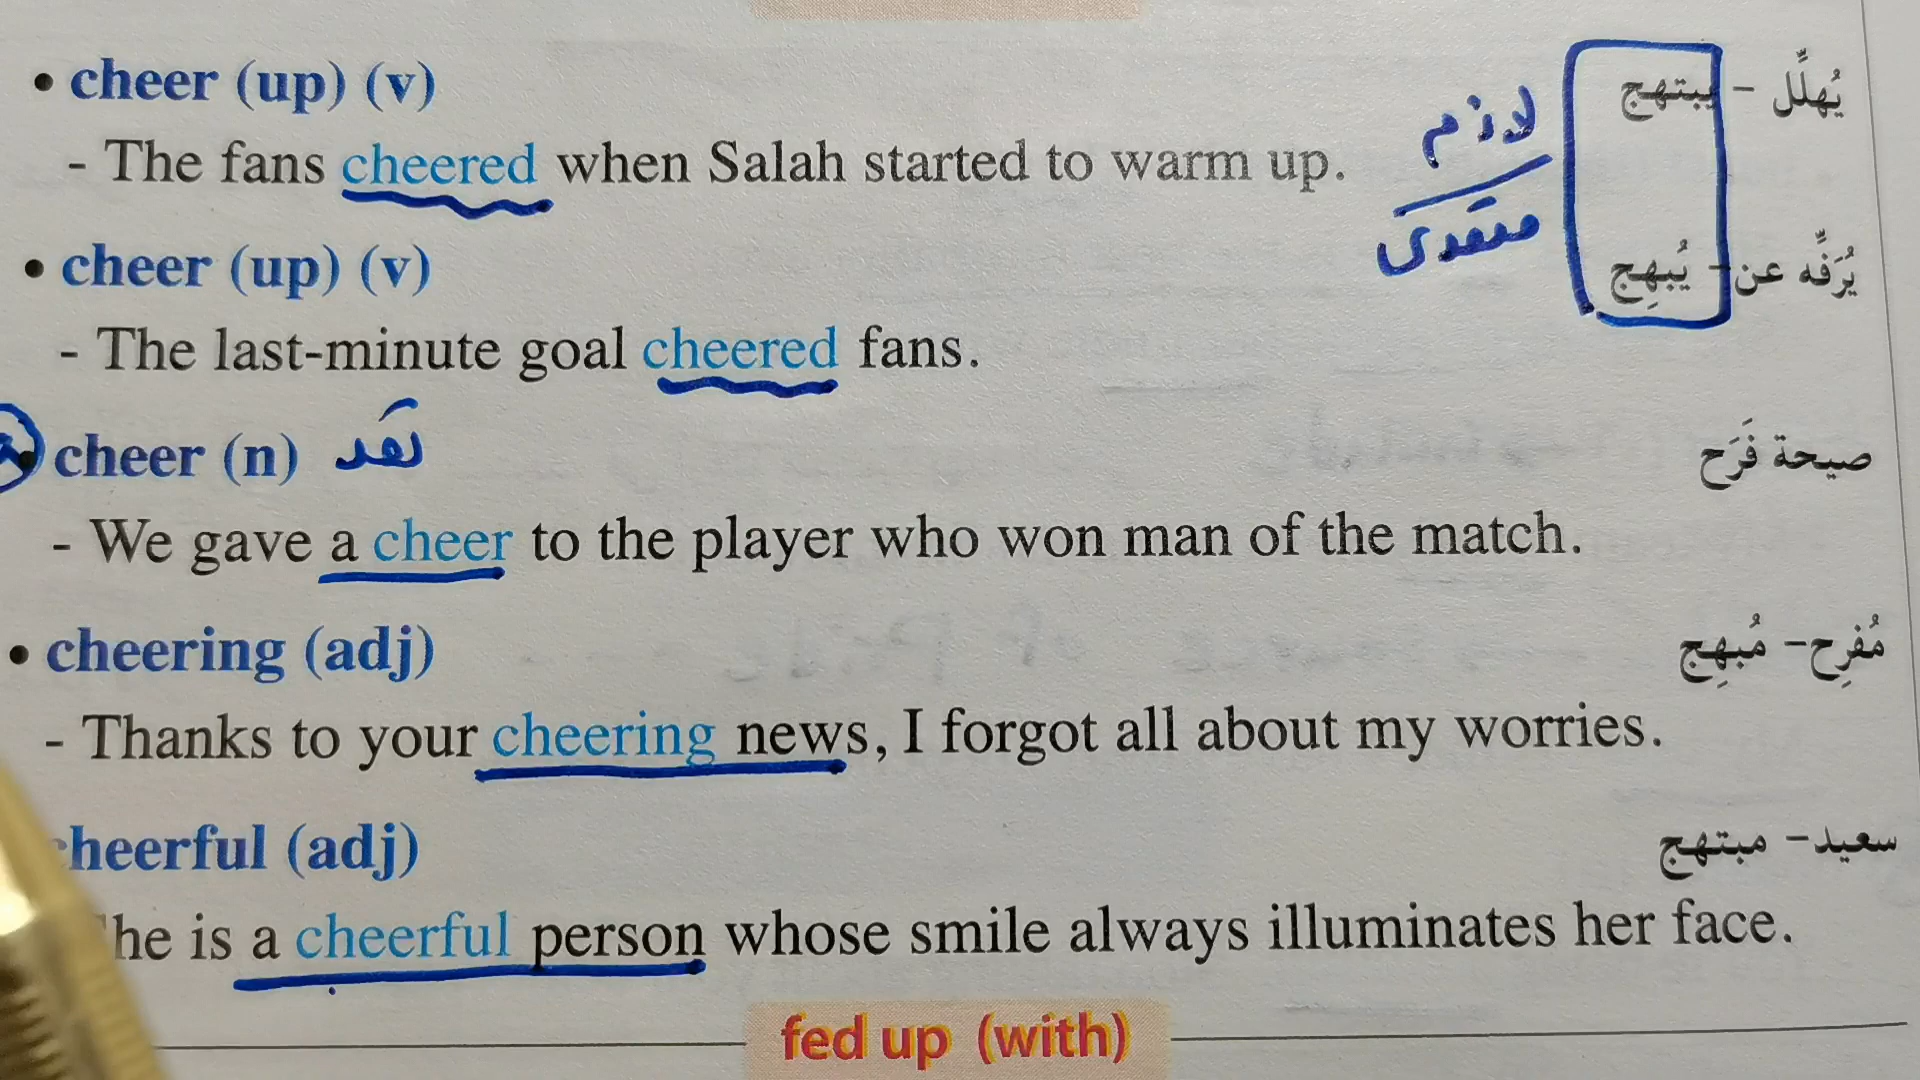 • cheer (up) (v) يُهلِّل - يبتهج
- The fans cheered when Salah started to warm up.
لازم
متعدى
• cheer (up) (v) يُرَفِّه عن - يُبهِج
- The last-minute goal cheered fans.
cheer (n) تعد صيحة فَرَح
- We gave a cheer to the player who won man of the match.
• cheering (adj) مُفرِح - مُبهِج
- Thanks to your cheering news, I forgot all about my worries.
cheerful (adj) سعيد - مبتهج
he is a cheerful person whose smile always illuminates her face.
fed up (with)